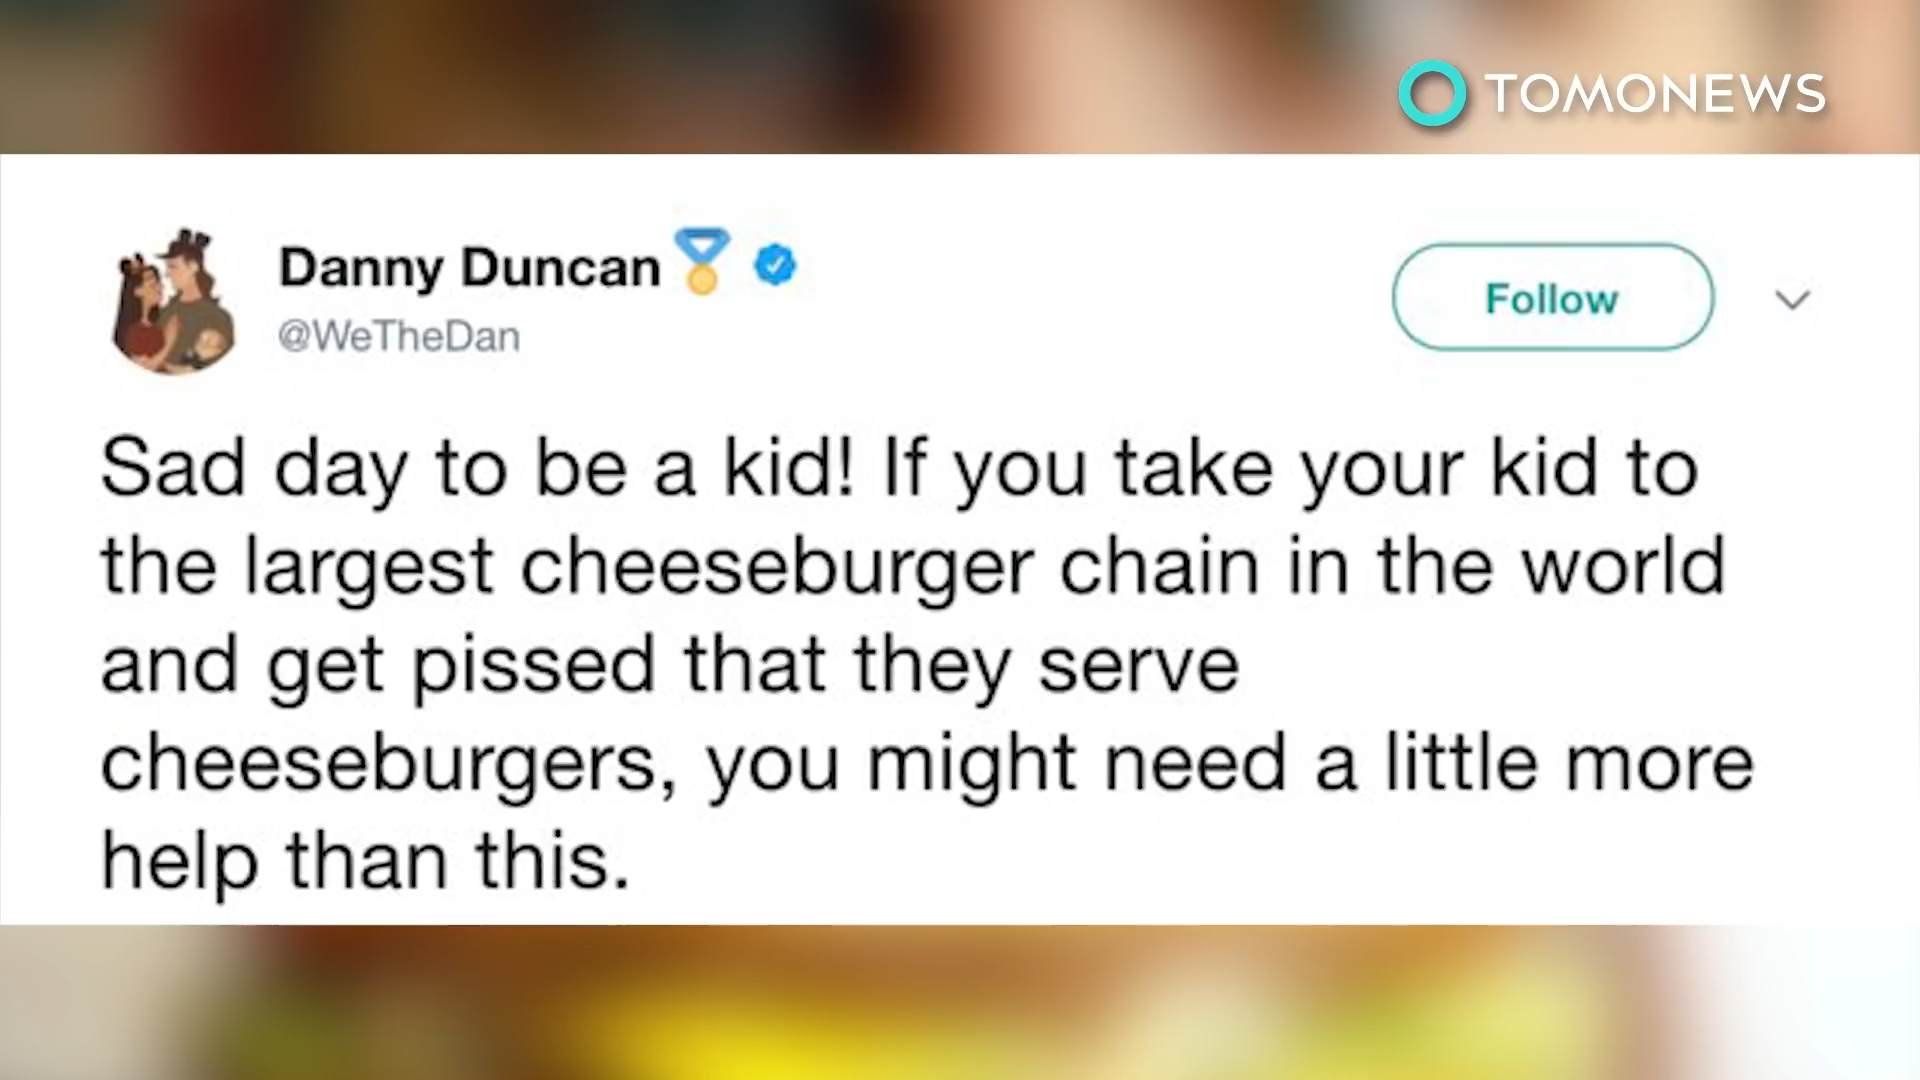 TOMONEWS
Danny Duncan
@WeTheDan
Follow
Sad day to be a kid! If you take your kid to
the largest cheeseburger chain in the world
and get pissed that they serve
cheeseburgers, you might need a little more
help than this.